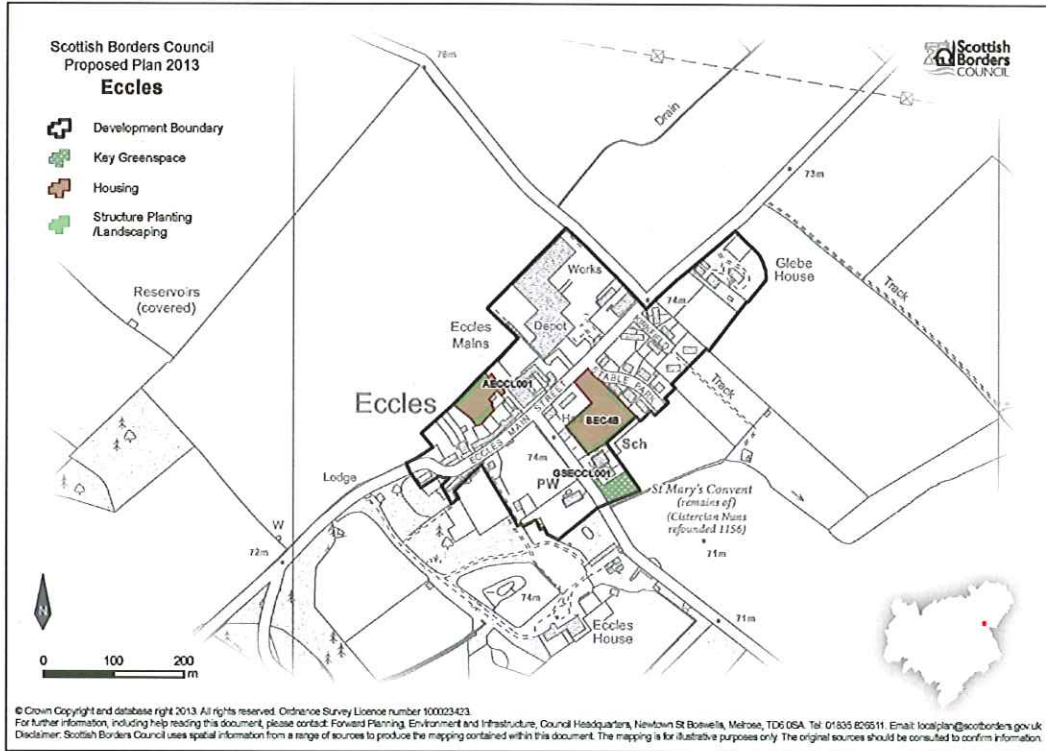 Scottish Borders Council
Proposed Plan 2013
Eccles
Development Boundary
Key Greenspace
Housing
Structure Planting
/Landscaping
Scottish
Borders
COUNCIL
76m
Drain
73m
Reservoirs
(covered)
Works
Glebe
House
Track
74m
Eccles
Mains
Depot
KIRKFIELD
AECCL001
STABLE PARK
Track
Eccles
BEC4B
ECCLES MAIN STREET
Sch
Lodge
74m
GSECCL001
PW
St Mary's Convent
(remains of)
(Cistercian Nuns
refounded 1156)
W
72m
71m
74m
71m
Eccles
House
N
0 100 200
m
© Crown Copyright and database right 2013. All rights reserved. Ordnance Survey Licence number 100023423.
For further information, including help reading this document, please contact: Forward Planning, Environment and Infrastructure, Council Headquarters, Newtown St Boswells, Melrose, TD6 0SA. Tel: 01835 826511. Email: localplan@scotborders.gov.uk
Disclaimer: Scottish Borders Council uses spatial information from a range of sources to produce the mapping contained within this document. The mapping is for illustrative purposes only. The original sources should be consulted to confirm information.